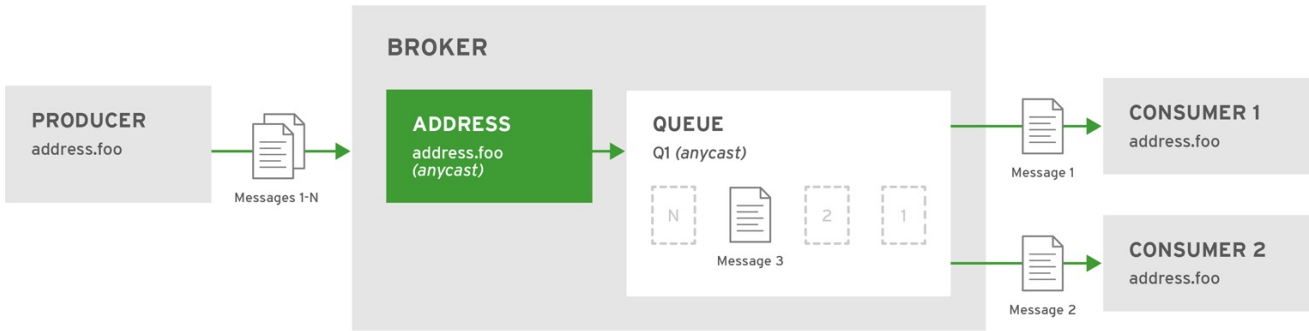 BROKER
PRODUCER
address.foo
Messages 1-N
ADDRESS
address.foo
(anycast)
QUEUE
Q1 (anycast)
N
2
1
Message 3
Message 1
CONSUMER 1
address.foo
Message 2
CONSUMER 2
address.foo